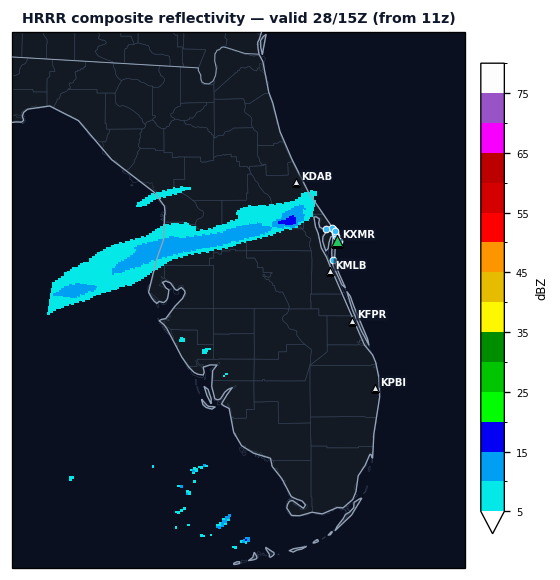 HRRR composite reflectivity — valid 28/15Z (from 11z)
KDAB
KXMR
KMLB
KFPR
KPBI
75
65
55
45
35
25
15
5
dBZ